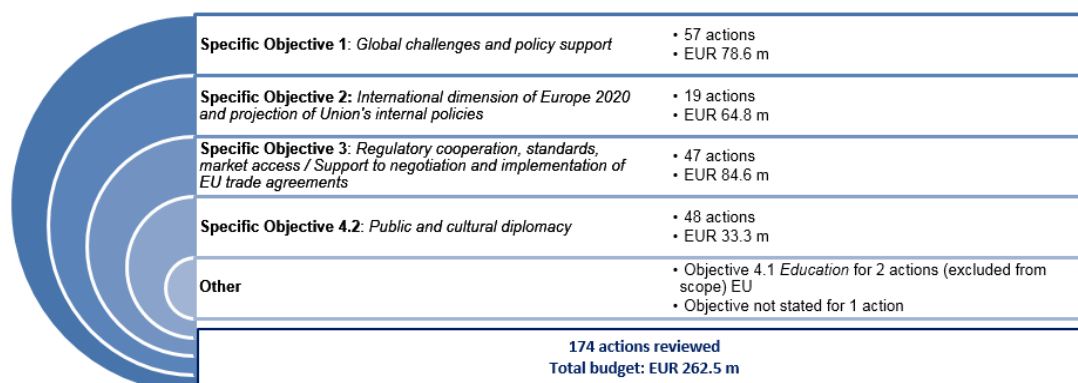 Specific Objective 1: Global challenges and policy support
• 57 actions
• EUR 78.6 m
Specific Objective 2: International dimension of Europe 2020
and projection of Union's internal policies
• 19 actions
• EUR 64.8 m
Specific Objective 3: Regulatory cooperation, standards,
market access / Support to negotiation and implementation of
EU trade agreements
• 47 actions
• EUR 84.6 m
Specific Objective 4.2: Public and cultural diplomacy
• 48 actions
• EUR 33.3 m
Other
• Objective 4.1 Education for 2 actions (excluded from
scope) EU
• Objective not stated for 1 action
174 actions reviewed
Total budget: EUR 262.5 m